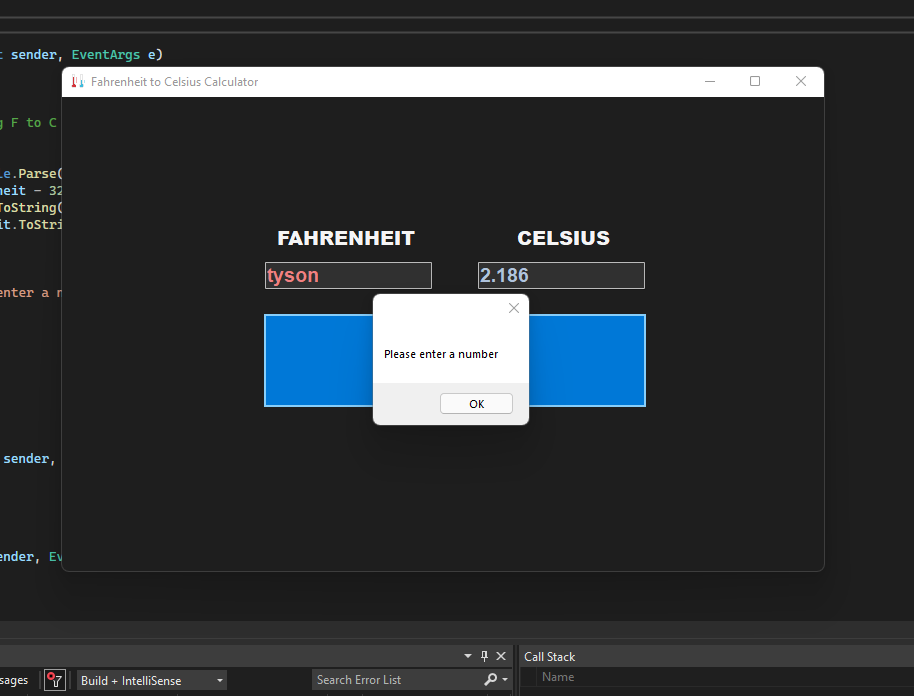 sender, EventArgs e)
Fahrenheit to Celsius Calculator
g F to C
le.Parse(
heit - 32
ToString(
it.ToStri
FAHRENHEIT CELSIUS
tyson 2.186
enter a n
Please enter a number
OK
sender,
ender, Ev
Call Stack
sages Build + IntelliSense Search Error List Name